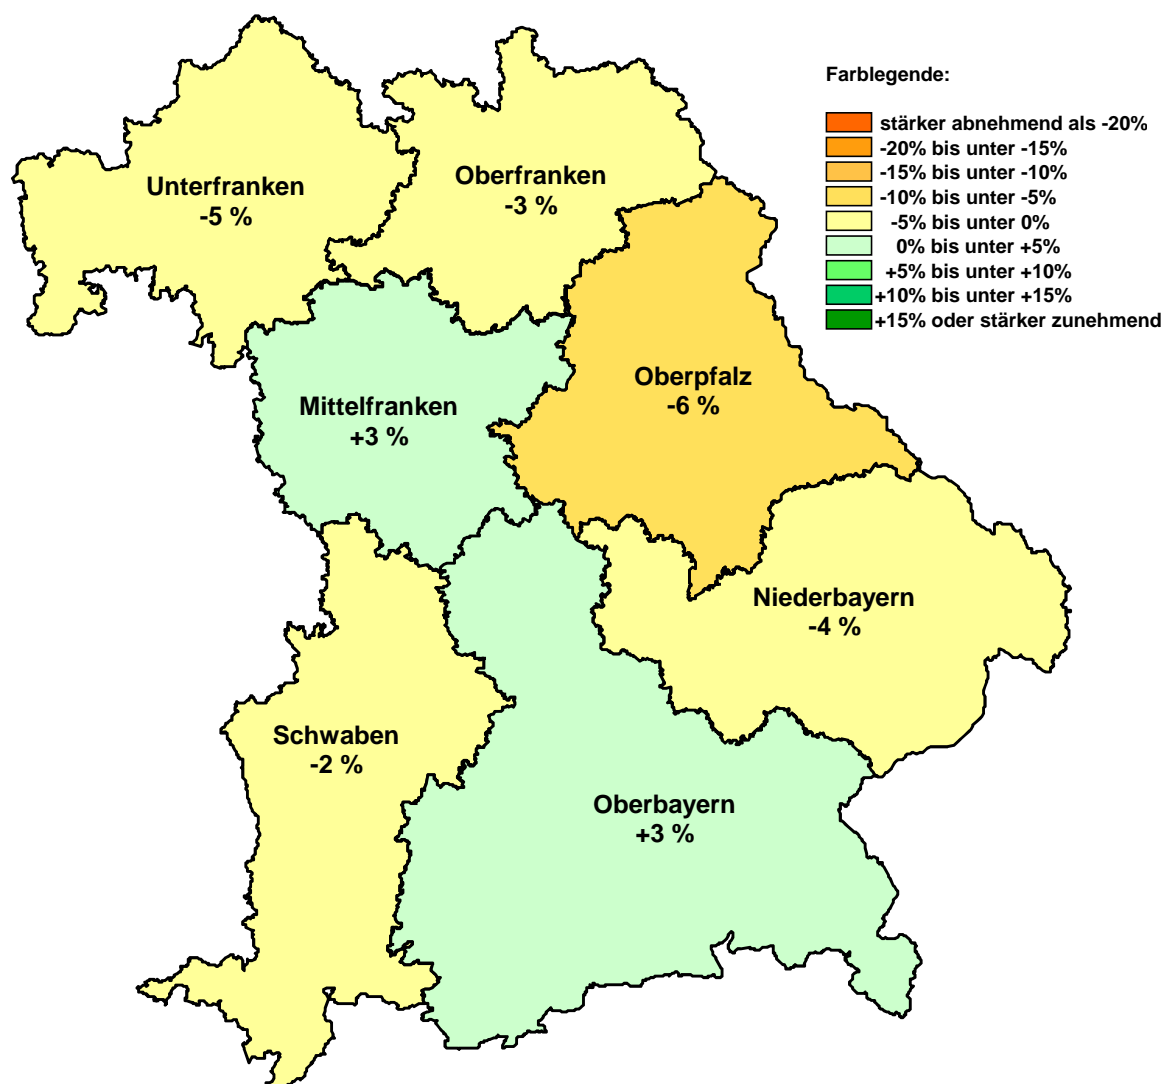 Farblegende:
stärker abnehmend als -20%
-20% bis unter -15%
-15% bis unter -10%
-10% bis unter -5%
-5% bis unter 0%
0% bis unter +5%
+5% bis unter +10%
+10% bis unter +15%
+15% oder stärker zunehmend
Unterfranken
-5 %
Oberfranken
-3 %
Mittelfranken
+3 %
Oberpfalz
-6 %
Niederbayern
-4 %
Schwaben
-2 %
Oberbayern
+3 %